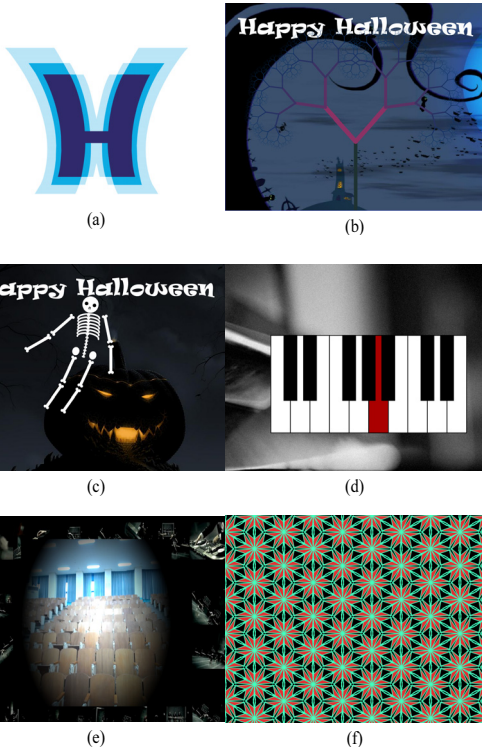 H
(a)
Happy Halloween
(b)
appy Halloween
(c)
(d)
(e)
(f)